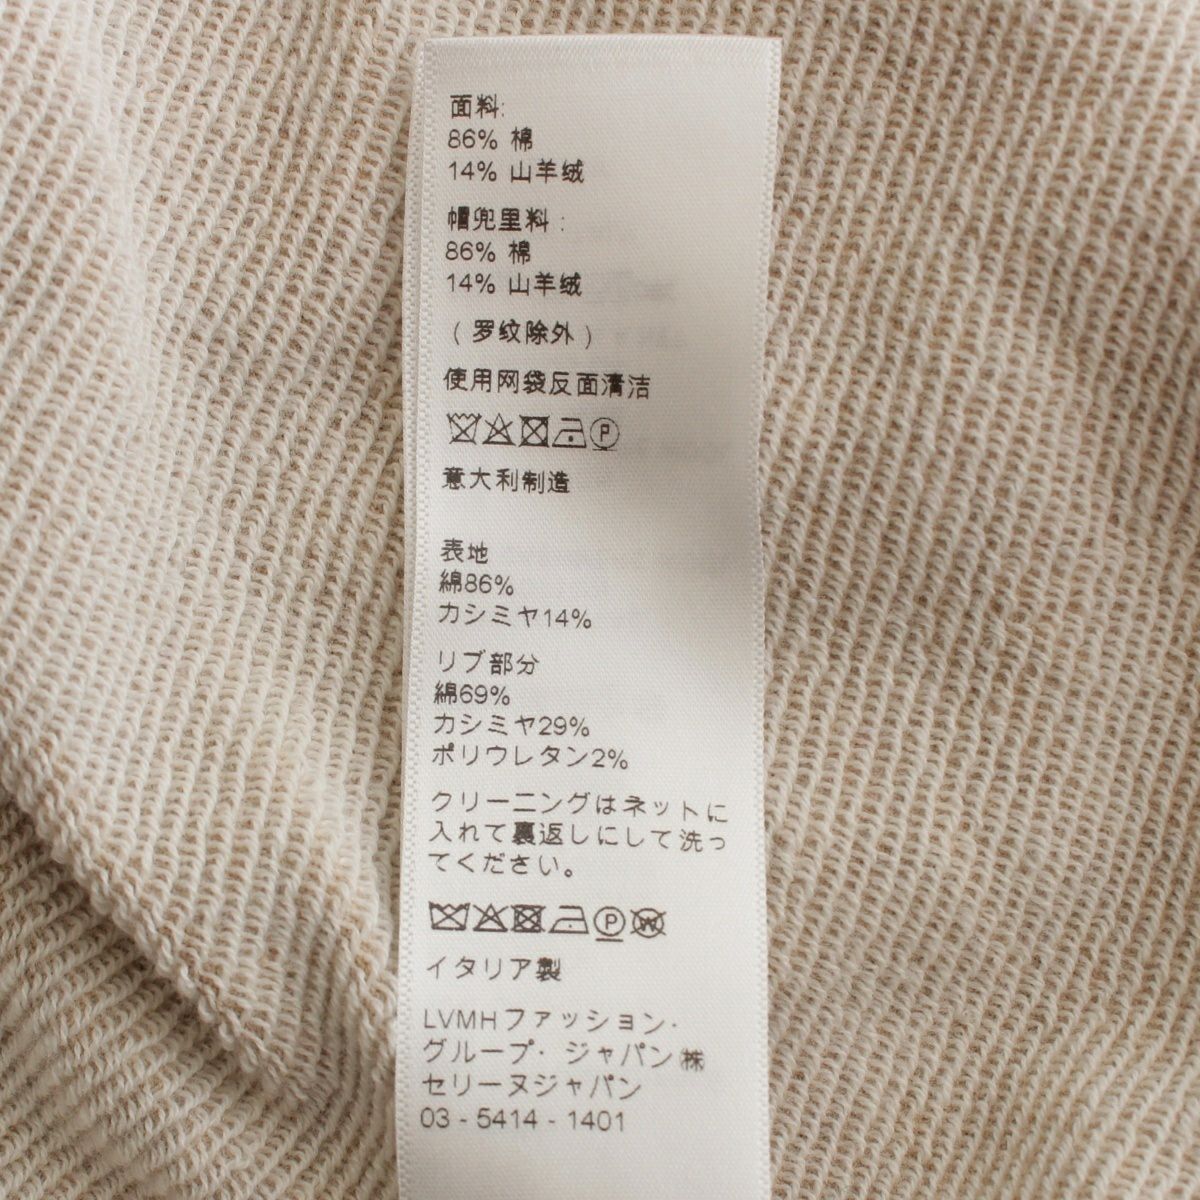 面料:
86% 棉
14% 山羊绒
帽兜里料:
86% 棉
14% 山羊绒
(罗纹除外)
使用网袋反面清洁
P
意大利制造
表地
綿86%
カシミヤ14%
リブ部分
綿69%
カシミヤ29%
ポリウレタン2%
クリーニングはネットに
入れて裏返しにして洗っ
てください。
P W
イタリア製
LVMHファッション・
グループ・ジャパン㈱
セリーヌジャパン
03 - 5414 - 1401